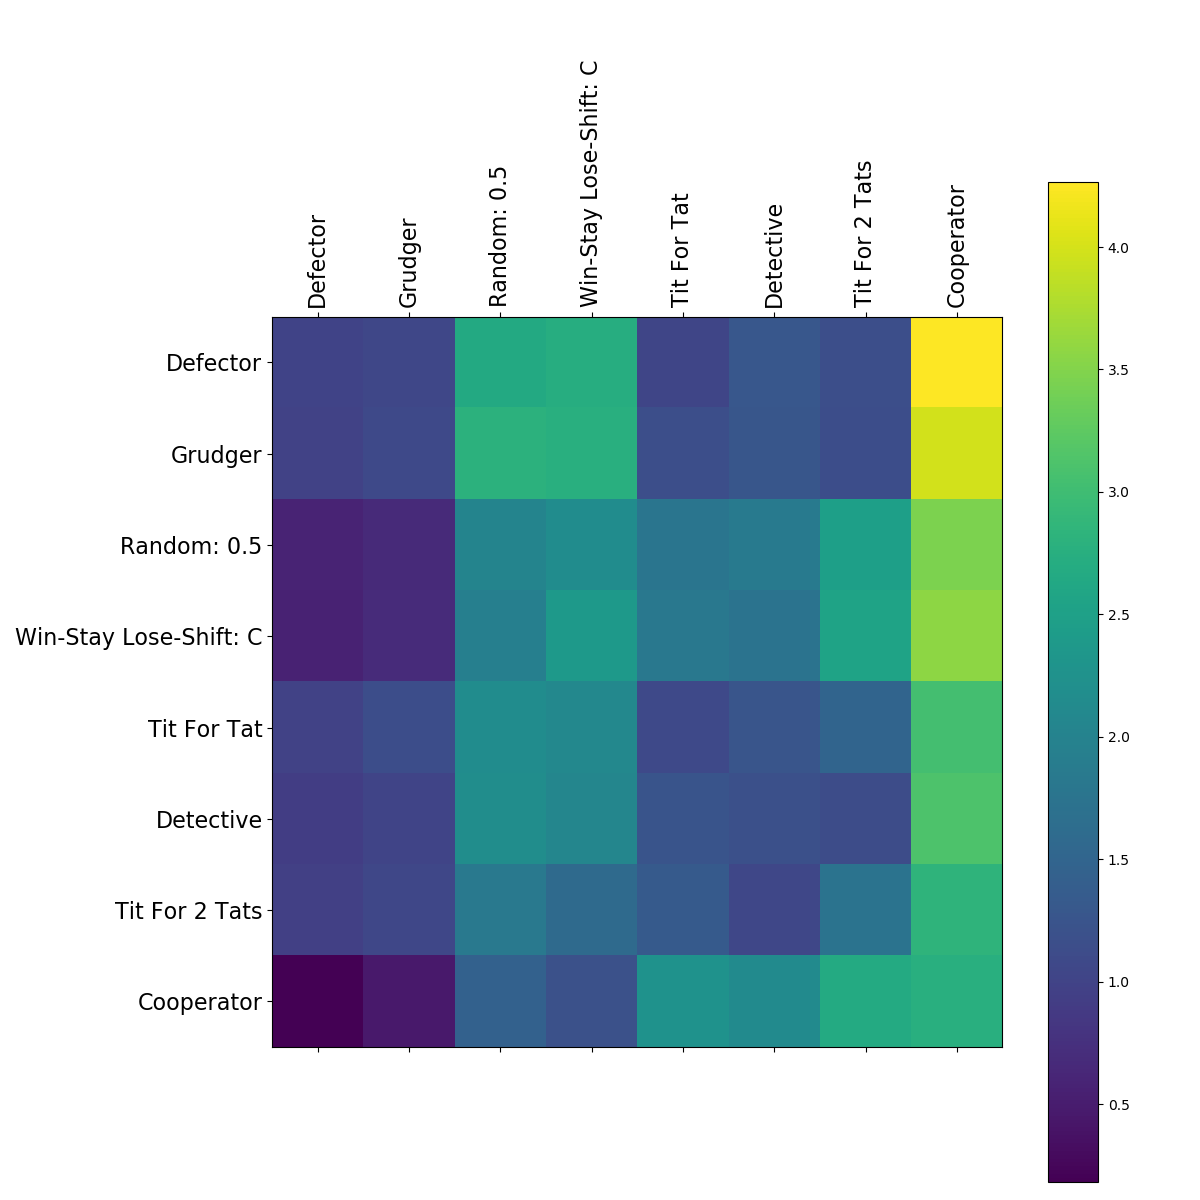 Defector
Grudger
Random: 0.5
Win-Stay Lose-Shift: C
Tit For Tat
Detective
Tit For 2 Tats
Cooperator
Defector
Grudger
Random: 0.5
Win-Stay Lose-Shift: C
Tit For Tat
Detective
Tit For 2 Tats
Cooperator
4.0
3.5
3.0
2.5
2.0
1.5
1.0
0.5